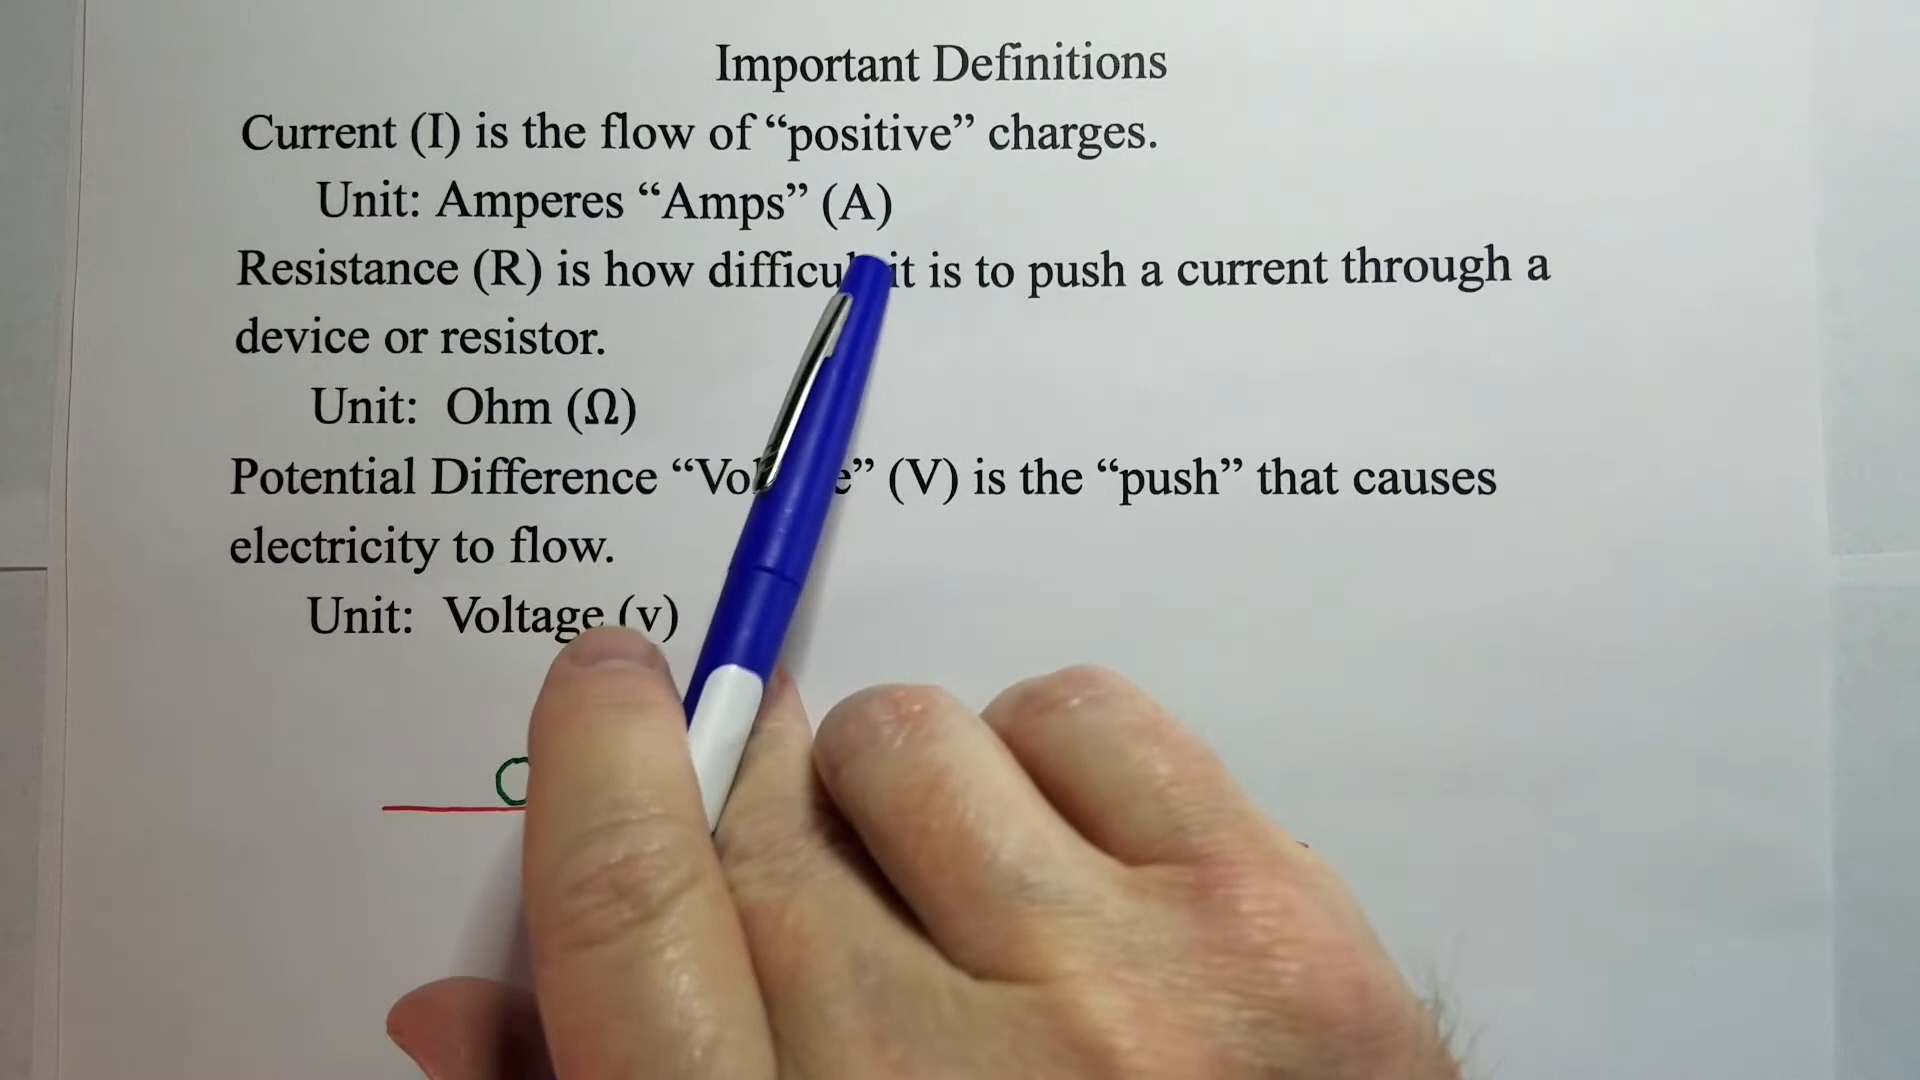 Important Definitions
Current (I) is the flow of “positive” charges.
Unit: Amperes “Amps” (A)
Resistance (R) is how it is to push a current through a
device or resistor.
Unit: Ohm (Ω)
Potential Difference (V) is the “push” that causes
electricity to flow.
Unit: Voltage (v)